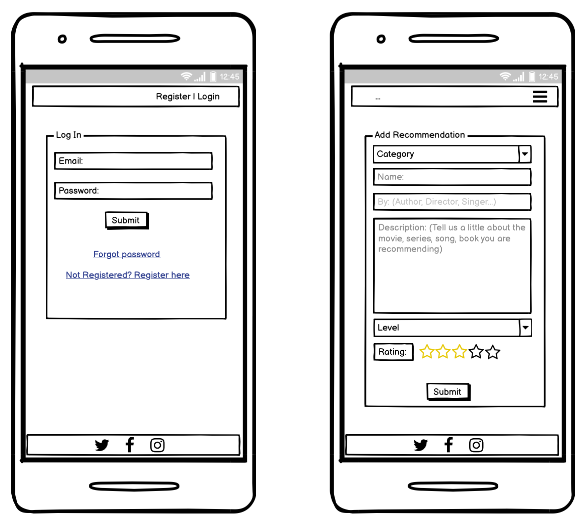 12:45
Register | Login
Log In
Email:
Password:
Submit
Forgot password
Not Registered? Register here
12:45
..
Add Recommendation
Category
Name:
By: (Author, Director, Singer...)
Description: (Tell us a little about the
movie, series, song, book you are
recommending)
Level
Rating:
Submit